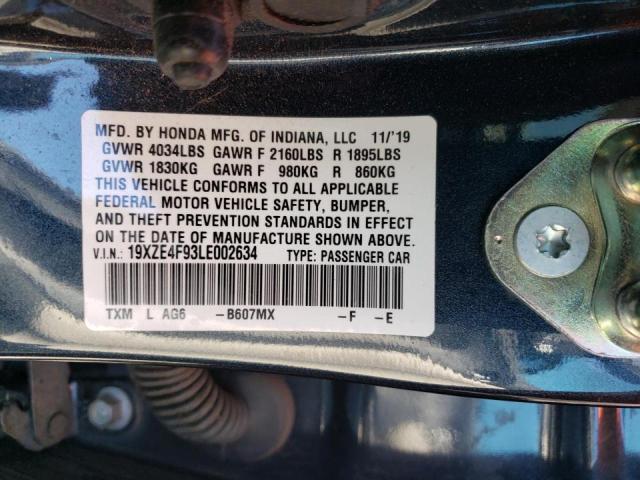 MFD. BY HONDA MFG. OF INDIANA, LLC 11/'19
GVWR 4034LBS GAWR F 2160LBS R 1895LBS
GVWR 1830KG GAWR F 980KG R 860KG
THIS VEHICLE CONFORMS TO ALL APPLICABLE
FEDERAL MOTOR VEHICLE SAFETY, BUMPER,
AND THEFT PREVENTION STANDARDS IN EFFECT
ON THE DATE OF MANUFACTURE SHOWN ABOVE.
V.I.N.: 19XZE4F93LE002634 TYPE: PASSENGER CAR
TXM L AG6 -B607MX -F -E